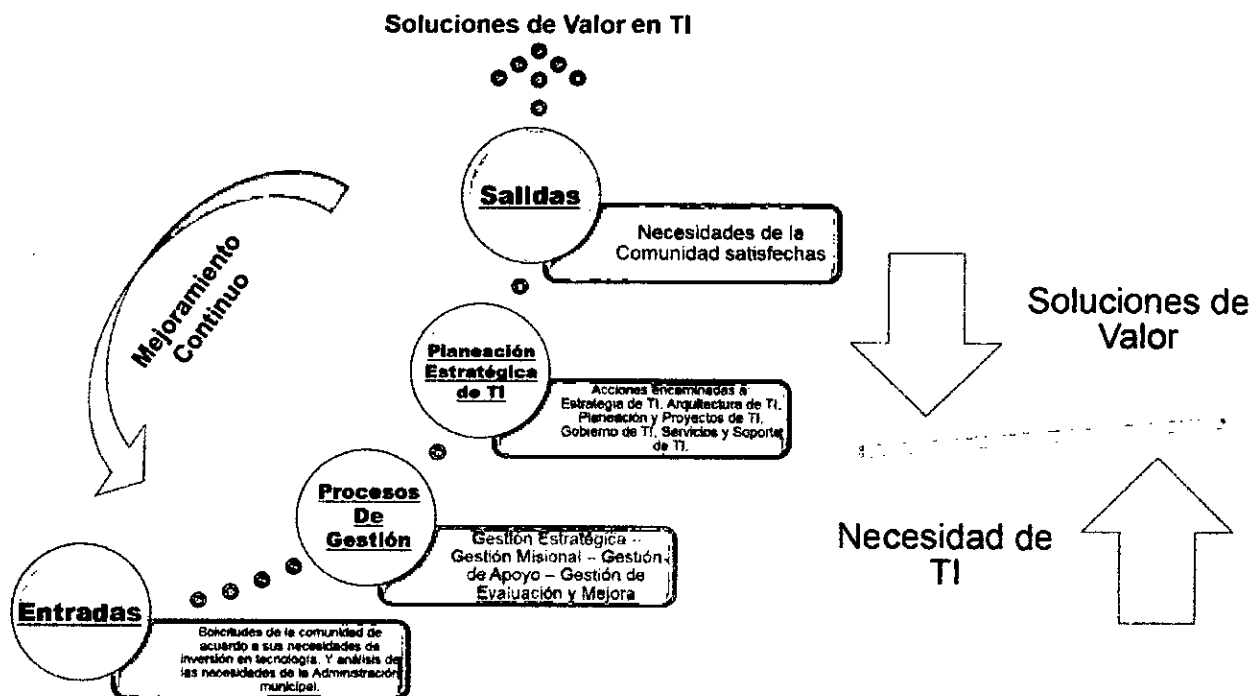 Soluciones de Valor en TI
Salidas
Necesidades de la
Comunidad satisfechas
Mejoramiento
Continuo
Soluciones de
Valor
Planeación
Estratégica
de TI
Acciones encaminadas a
Estrategia de TI, Arquitectura de TI,
Planeación y Proyectos de TI,
Gobierno de TI, Servicios y Soporte
de TI.
Procesos
De
Gestión
Gestión Estratégica –
Gestión Misional – Gestión
de Apoyo – Gestión de
Evaluación y Mejora
Necesidad de
TI
Entradas
Solicitudes de la comunidad de
acuerdo a sus necesidades de
inversión en tecnología. Y análisis de
las necesidades de la Administración
municipal.